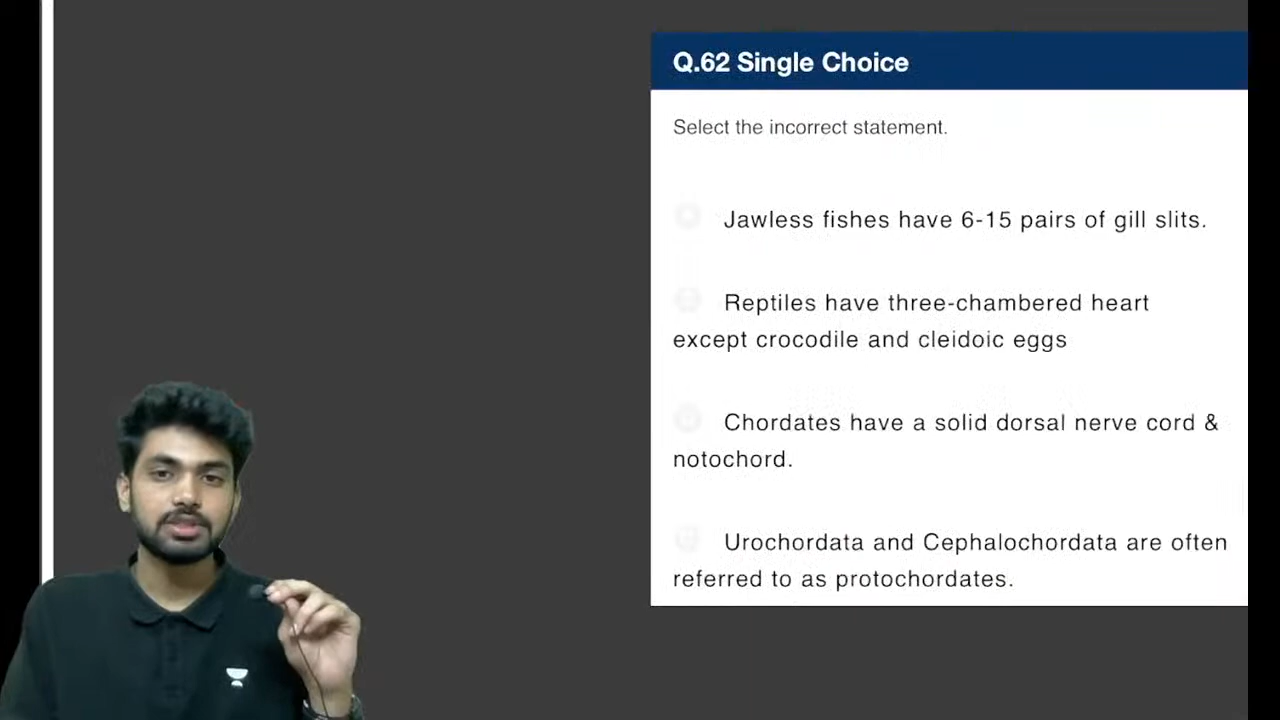 Q.62 Single Choice
Select the incorrect statement.
Jawless fishes have 6-15 pairs of gill slits.
Reptiles have three-chambered heart
except crocodile and cleidoic eggs
Chordates have a solid dorsal nerve cord &
notochord.
Urochordata and Cephalochordata are often
referred to as protochordates.